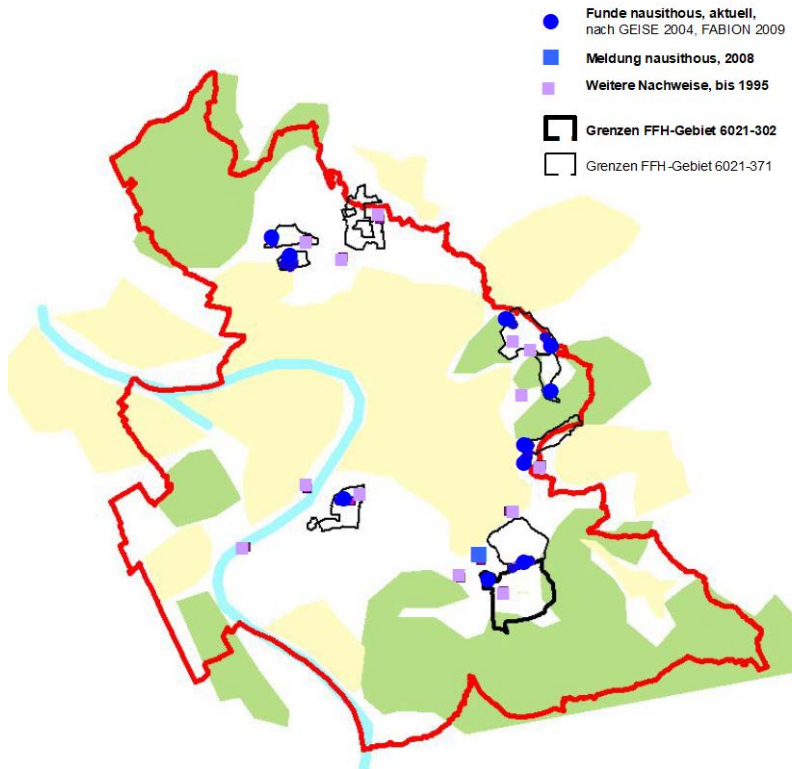 Funde nausithous, aktuell,
nach GEISE 2004, FABION 2009
Meldung nausithous, 2008
Weitere Nachweise, bis 1995
Grenzen FFH-Gebiet 6021-302
Grenzen FFH-Gebiet 6021-371